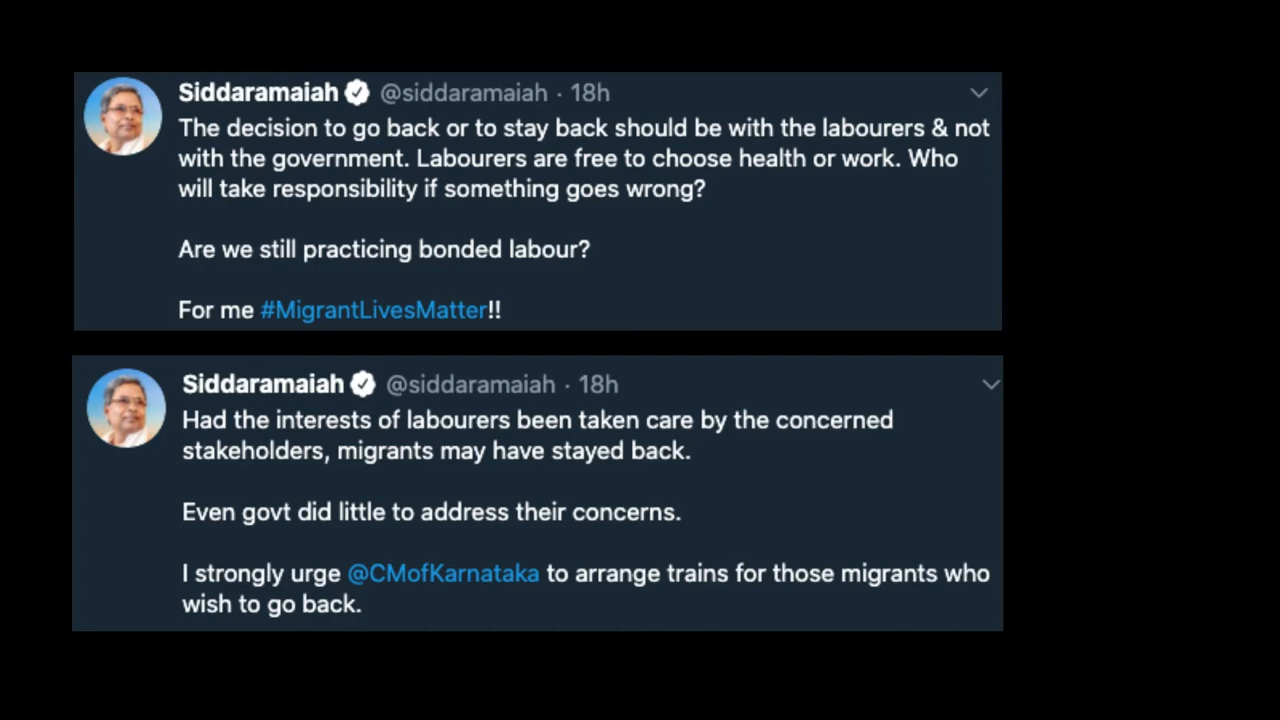 Siddaramaiah @siddaramaiah · 18h
The decision to go back or to stay back should be with the labourers & not
with the government. Labourers are free to choose health or work. Who
will take responsibility if something goes wrong?
Are we still practicing bonded labour?
For me #MigrantLivesMatter!!
Siddaramaiah @siddaramaiah · 18h
Had the interests of labourers been taken care by the concerned
stakeholders, migrants may have stayed back.
Even govt did little to address their concerns.
I strongly urge @CMofKarnataka to arrange trains for those migrants who
wish to go back.